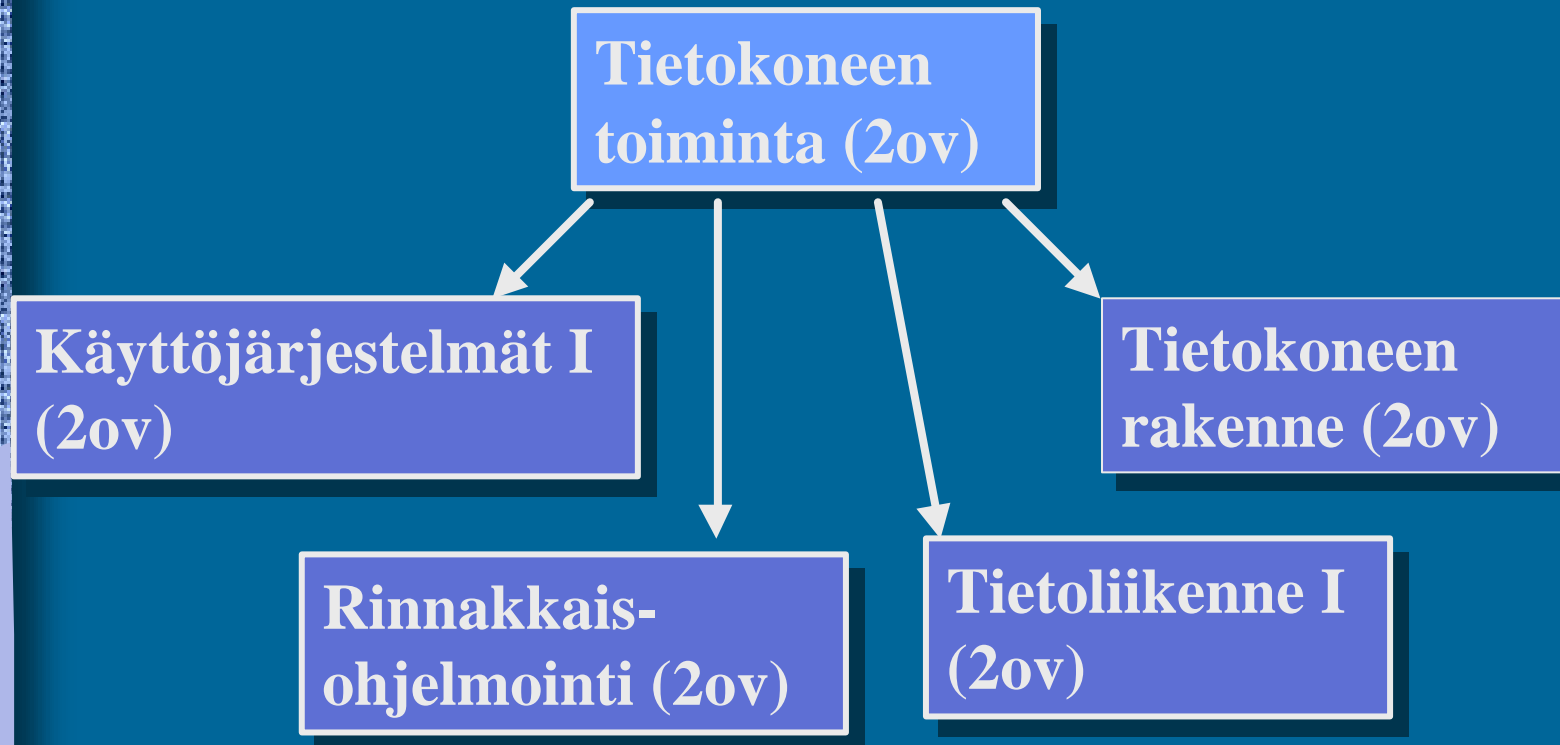 Tietokoneen
toiminta (2ov)
Käyttöjärjestelmät I
(2ov)
Tietokoneen
rakenne (2ov)
Rinnakkais-
ohjelmointi (2ov)
Tietoliikenne I
(2ov)